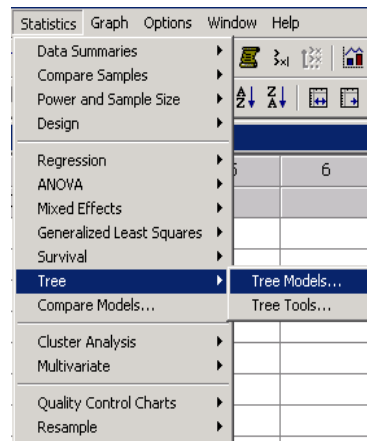 Statistics Graph Options Window Help
Data Summaries
Compare Samples
Power and Sample Size
Design
Regression
6
ANOVA
Mixed Effects
Generalized Least Squares
Survival
Tree
Tree Models...
Compare Models...
Tree Tools...
Cluster Analysis
Multivariate
Quality Control Charts
Resample